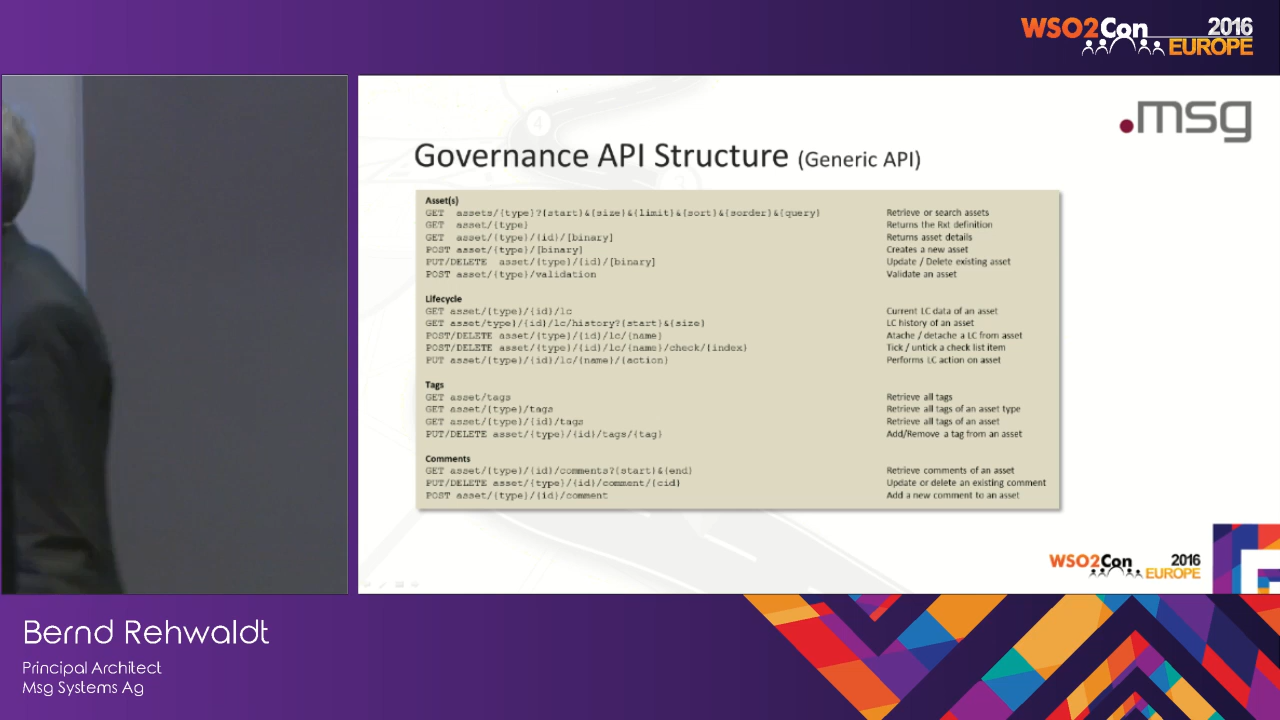 WSO2Con 2016
EUROPE
.msg
4
Governance API Structure (Generic API)
Asset(s)
GET assets/{type}?{start}&{size}&{limit}&{sort}&{sorder}&{query} Retrieve or search assets
GET asset/{type} Returns the Rxt definition
GET asset/{type}/{id}/[binary] Returns asset details
POST asset/{type}/[binary] Creates a new asset
PUT/DELETE asset/{type}/{id}/[binary] Update / Delete existing asset
POST asset/{type}/validation Validate an asset
Lifecycle
GET asset/{type}/{id}/lc Current LC data of an asset
GET asset/type}/{id}/lc/history?{start}&{size} LC history of an asset
POST/DELETE asset/{type}/{id}/lc/{name} Atache / detache a LC from asset
POST/DELETE asset/{type}/{id}/lc/{name}/check/{index} Tick / untick a check list item
PUT asset/{type}/{id}/lc/{name}/{action} Performs LC action on asset
Tags
GET asset/tags Retrieve all tags
GET asset/{type}/tags Retrieve all tags of an asset type
GET asset/{type}/{id}/tags Retrieve all tags of an asset
PUT/DELETE asset/{type}/{id}/tags/{tag} Add/Remove a tag from an asset
Comments
GET asset/{type}/{id}/comments?{start}&{end} Retrieve comments of an asset
PUT/DELETE asset/{type}/{id}/comment/{cid} Update or delete an existing comment
POST asset/{type}/{id}/comment Add a new comment to an asset
WSO2Con 2016
EUROPE
Bernd Rehwaldt
Principal Architect
Msg Systems Ag